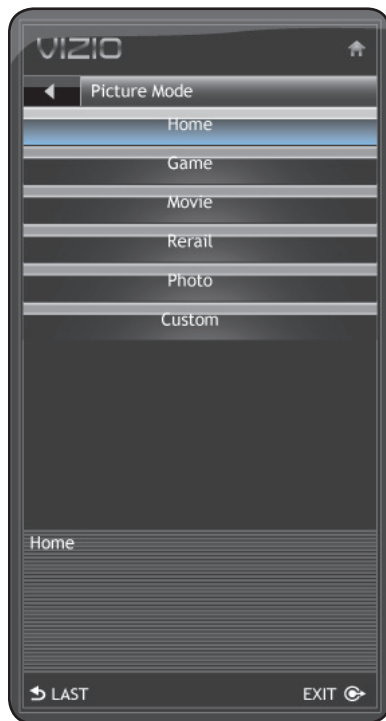 VIZIO
Picture Mode
Home
Game
Movie
Rerail
Photo
Custom
Home
LAST EXIT